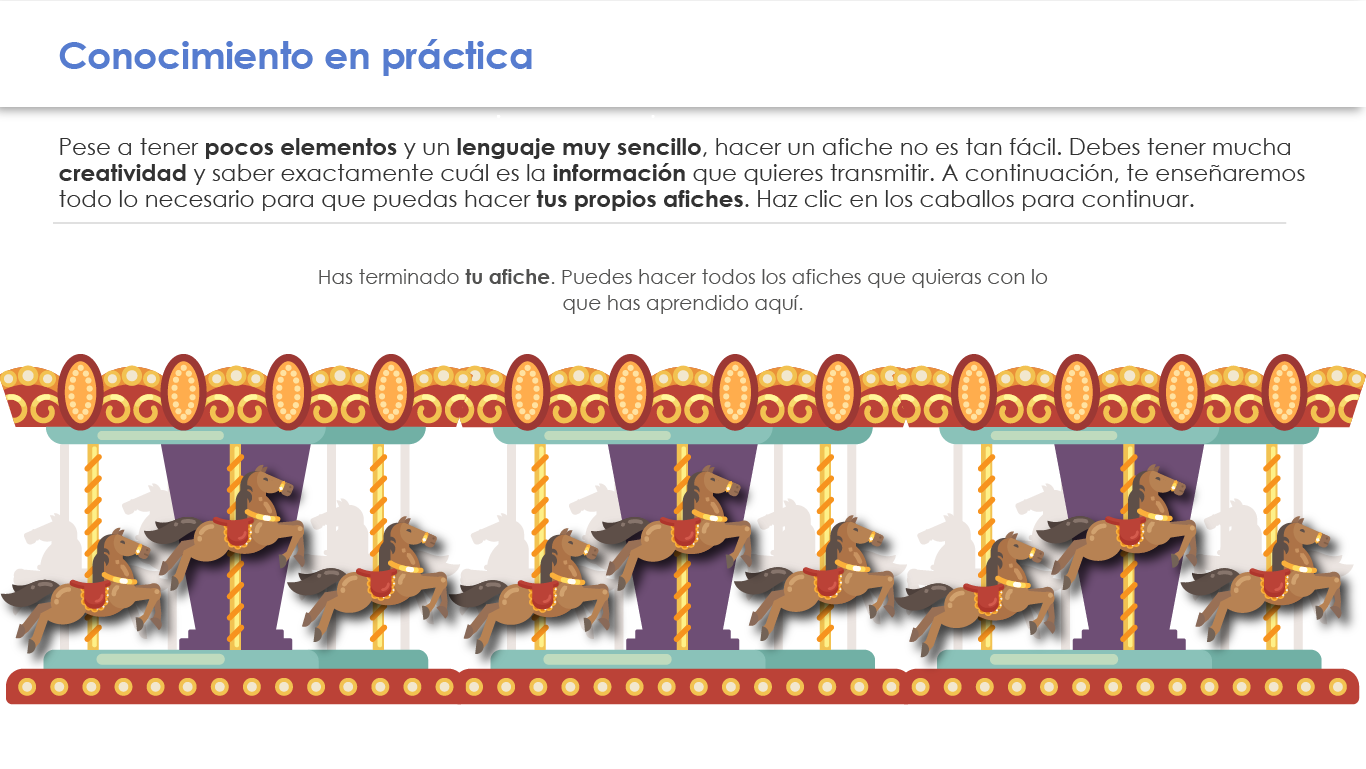 Conocimiento en práctica
Pese a tener pocos elementos y un lenguaje muy sencillo, hacer un afiche no es tan fácil. Debes tener mucha
creatividad y saber exactamente cuál es la información que quieres transmitir. A continuación, te enseñaremos
todo lo necesario para que puedas hacer tus propios afiches. Haz clic en los caballos para continuar.
Has terminado tu afiche. Puedes hacer todos los afiches que quieras con lo
que has aprendido aquí.